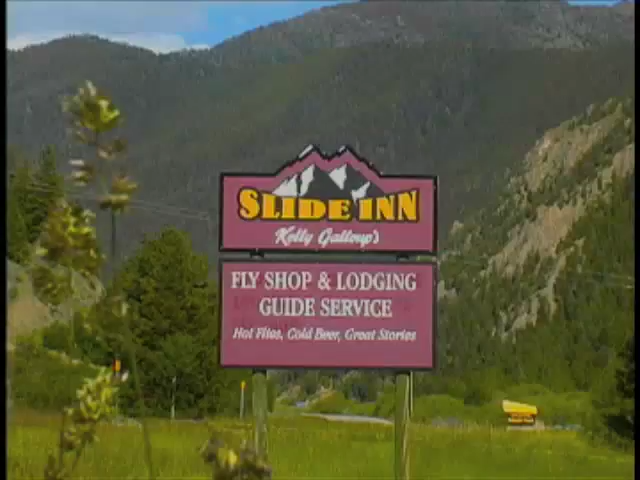 SLIDE INN
Kelly Galloup's
FLY SHOP & LODGING
GUIDE SERVICE
Hot Flies, Cold Beer, Great Stories